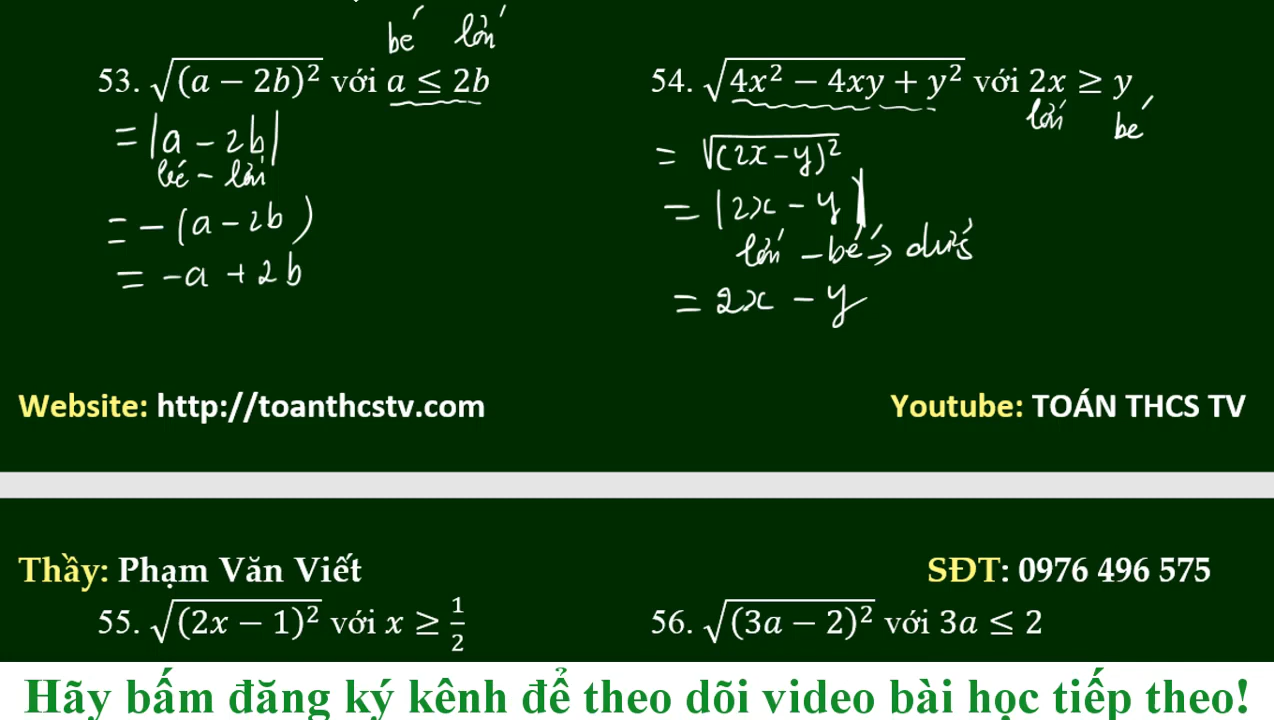 bé lớn
53. √(a − 2b)² với a ≤ 2b
= |a − 2b|
bé − lớn
= −(a − 2b)
= −a + 2b
54. √4x² − 4xy + y² với 2x ≥ y
lớn bé
= √(2x − y)²
= |2x − y|
lớn − bé ⇒ dương
= 2x − y
Website: http://toanthcstv.com
Youtube: TOÁN THCS TV
Thầy: Phạm Văn Viết
SĐT: 0976 496 575
55. √(2x − 1)² với x ≥ 1/2
56. √(3a − 2)² với 3a ≤ 2
Hãy bấm đăng ký kênh để theo dõi video bài học tiếp theo!